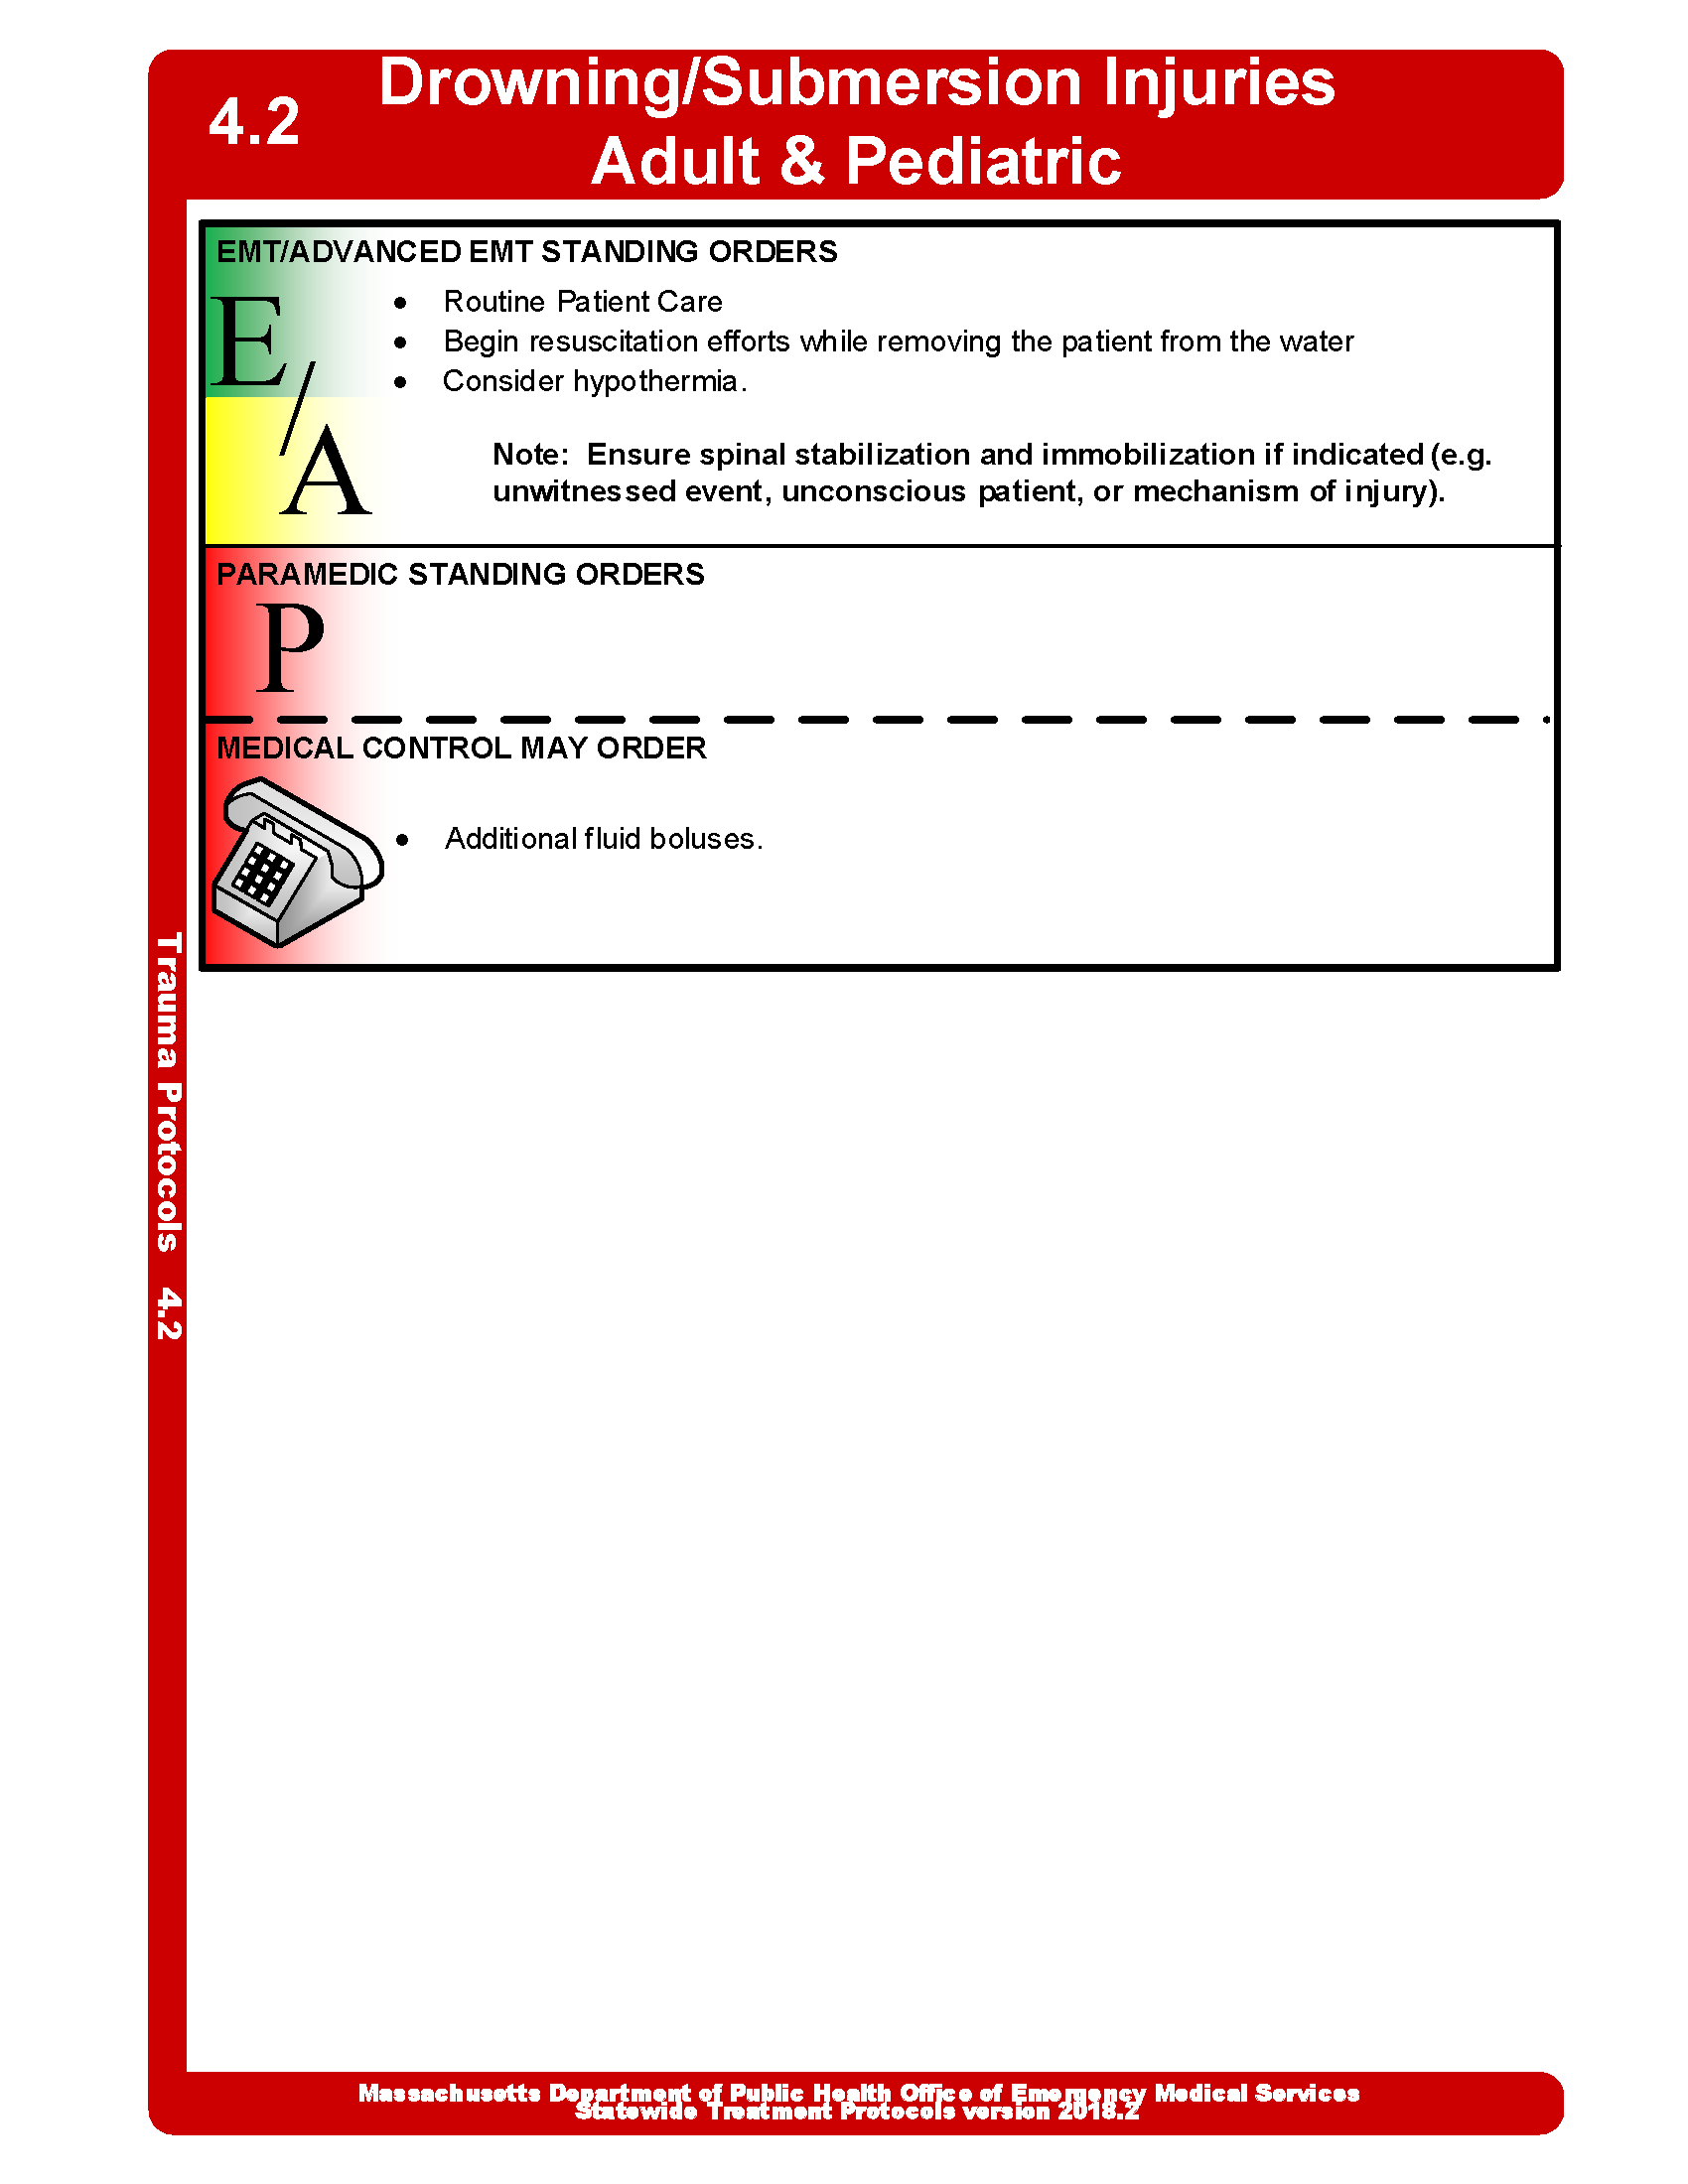 4.2
Drowning/Submersion Injuries
Adult & Pediatric
EMT/ADVANCED EMT STANDING ORDERS
E/A
• Routine Patient Care
• Begin resuscitation efforts while removing the patient from the water
• Consider hypothermia.
Note: Ensure spinal stabilization and immobilization if indicated (e.g.
unwitnessed event, unconscious patient, or mechanism of injury).
PARAMEDIC STANDING ORDERS
P
MEDICAL CONTROL MAY ORDER
• Additional fluid boluses.
Trauma Protocols 4.2
Massachusetts Department of Public Health Office of Emergency Medical Services
Statewide Treatment Protocols version 2018.2